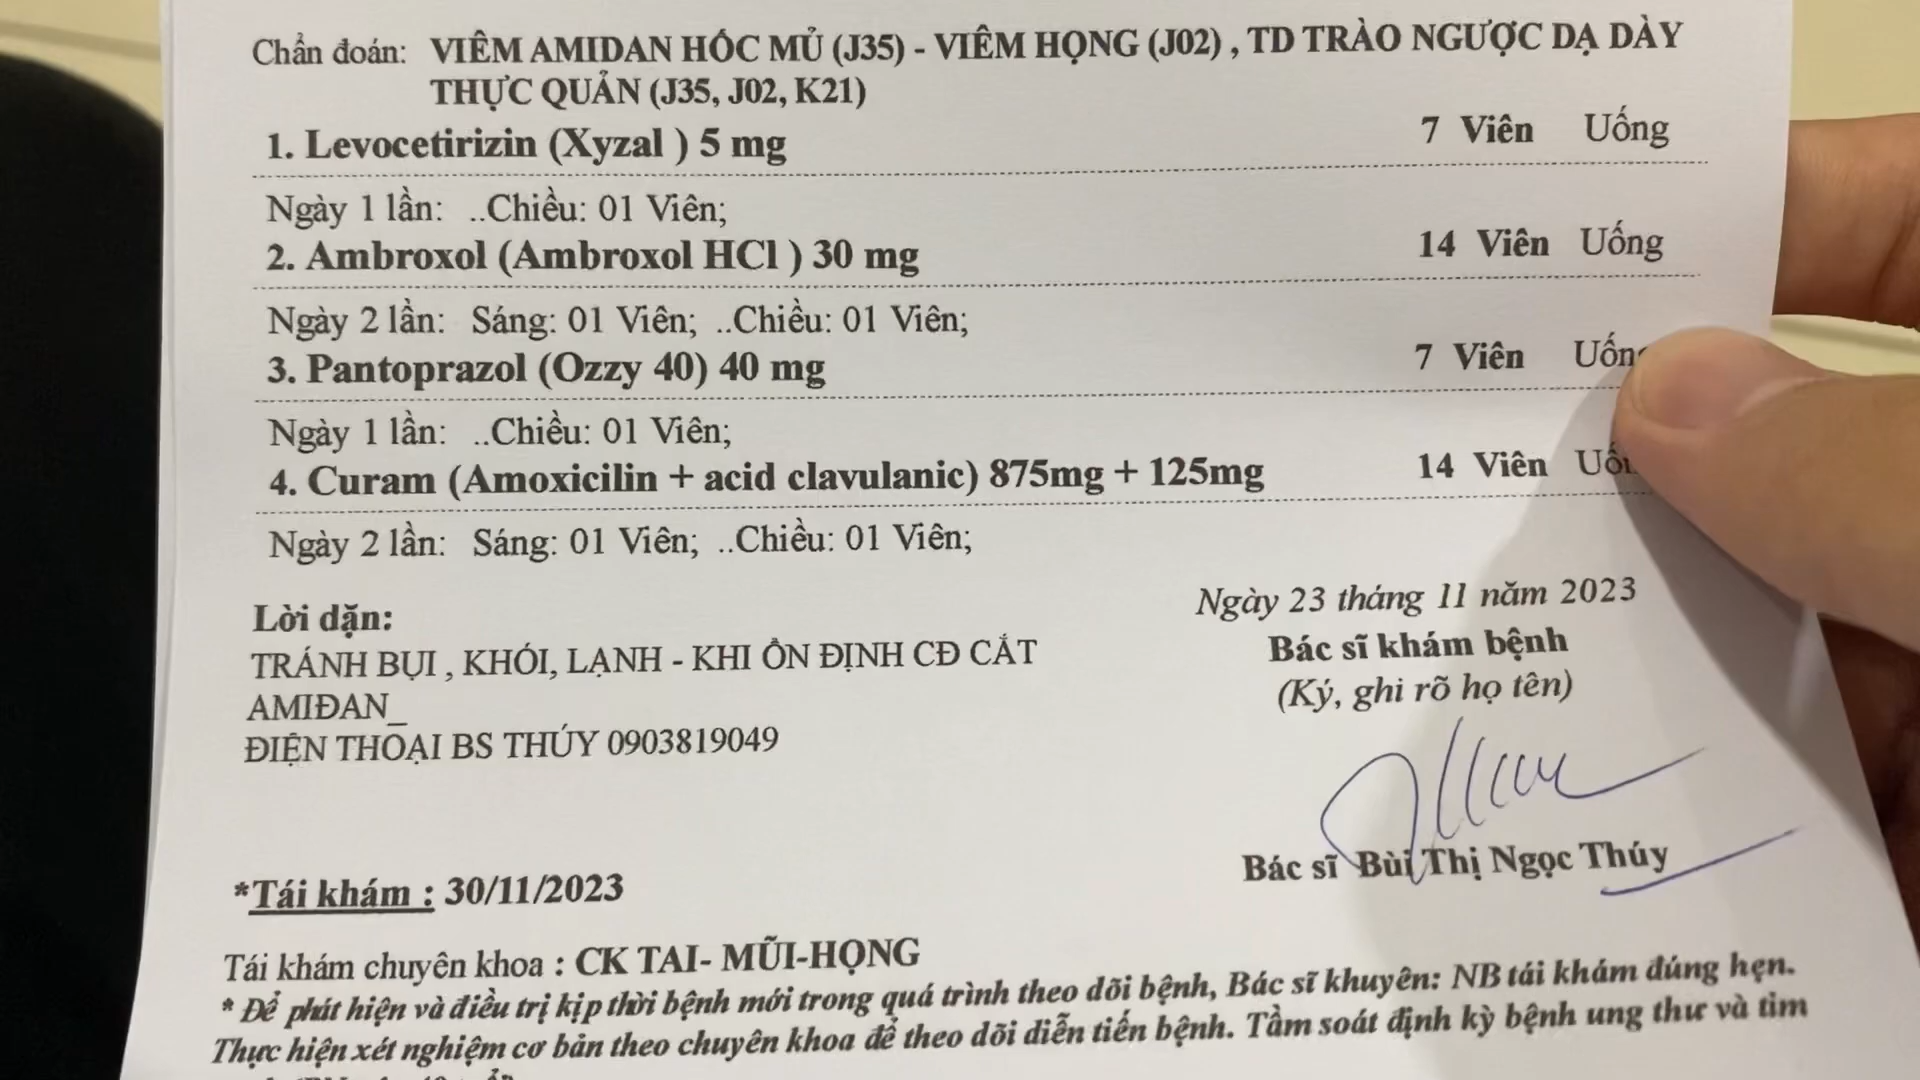 Chẩn đoán: VIÊM AMIDAN HỐC MỦ (J35) - VIÊM HỌNG (J02) , TD TRÀO NGƯỢC DẠ DÀY
THỰC QUẢN (J35, J02, K21)
1. Levocetirizin (Xyzal ) 5 mg 7 Viên Uống
Ngày 1 lần: ..Chiều: 01 Viên;
2. Ambroxol (Ambroxol HCl ) 30 mg 14 Viên Uống
Ngày 2 lần: Sáng: 01 Viên; ..Chiều: 01 Viên;
3. Pantoprazol (Ozzy 40) 40 mg 7 Viên Uống
Ngày 1 lần: ..Chiều: 01 Viên;
4. Curam (Amoxicilin + acid clavulanic) 875mg + 125mg 14 Viên Uố
Ngày 2 lần: Sáng: 01 Viên; ..Chiều: 01 Viên;
Ngày 23 tháng 11 năm 2023
Lời dặn:
Bác sĩ khám bệnh
TRÁNH BỤI , KHÓI, LẠNH - KHI ỔN ĐỊNH CĐ CẮT
(Ký, ghi rõ họ tên)
AMIĐAN_
ĐIỆN THOẠI BS THÚY 0903819049
Bác sĩ Bùi Thị Ngọc Thúy
*Tái khám : 30/11/2023
Tái khám chuyên khoa : CK TAI- MŨI-HỌNG
* Để phát hiện và điều trị kịp thời bệnh mới trong quá trình theo dõi bệnh, Bác sĩ khuyên: NB tái khám đúng hẹn.
Thực hiện xét nghiệm cơ bản theo chuyên khoa để theo dõi diễn tiến bệnh. Tầm soát định kỳ bệnh ung thư và tim